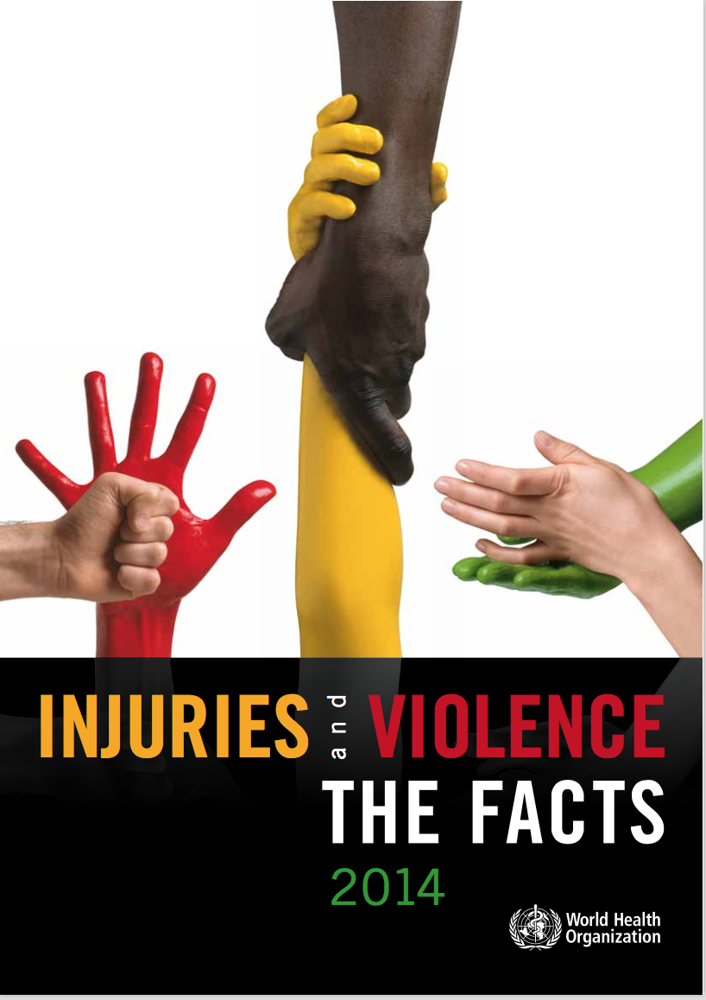 INJURIES and VIOLENCE
THE FACTS
2014
World Health
Organization